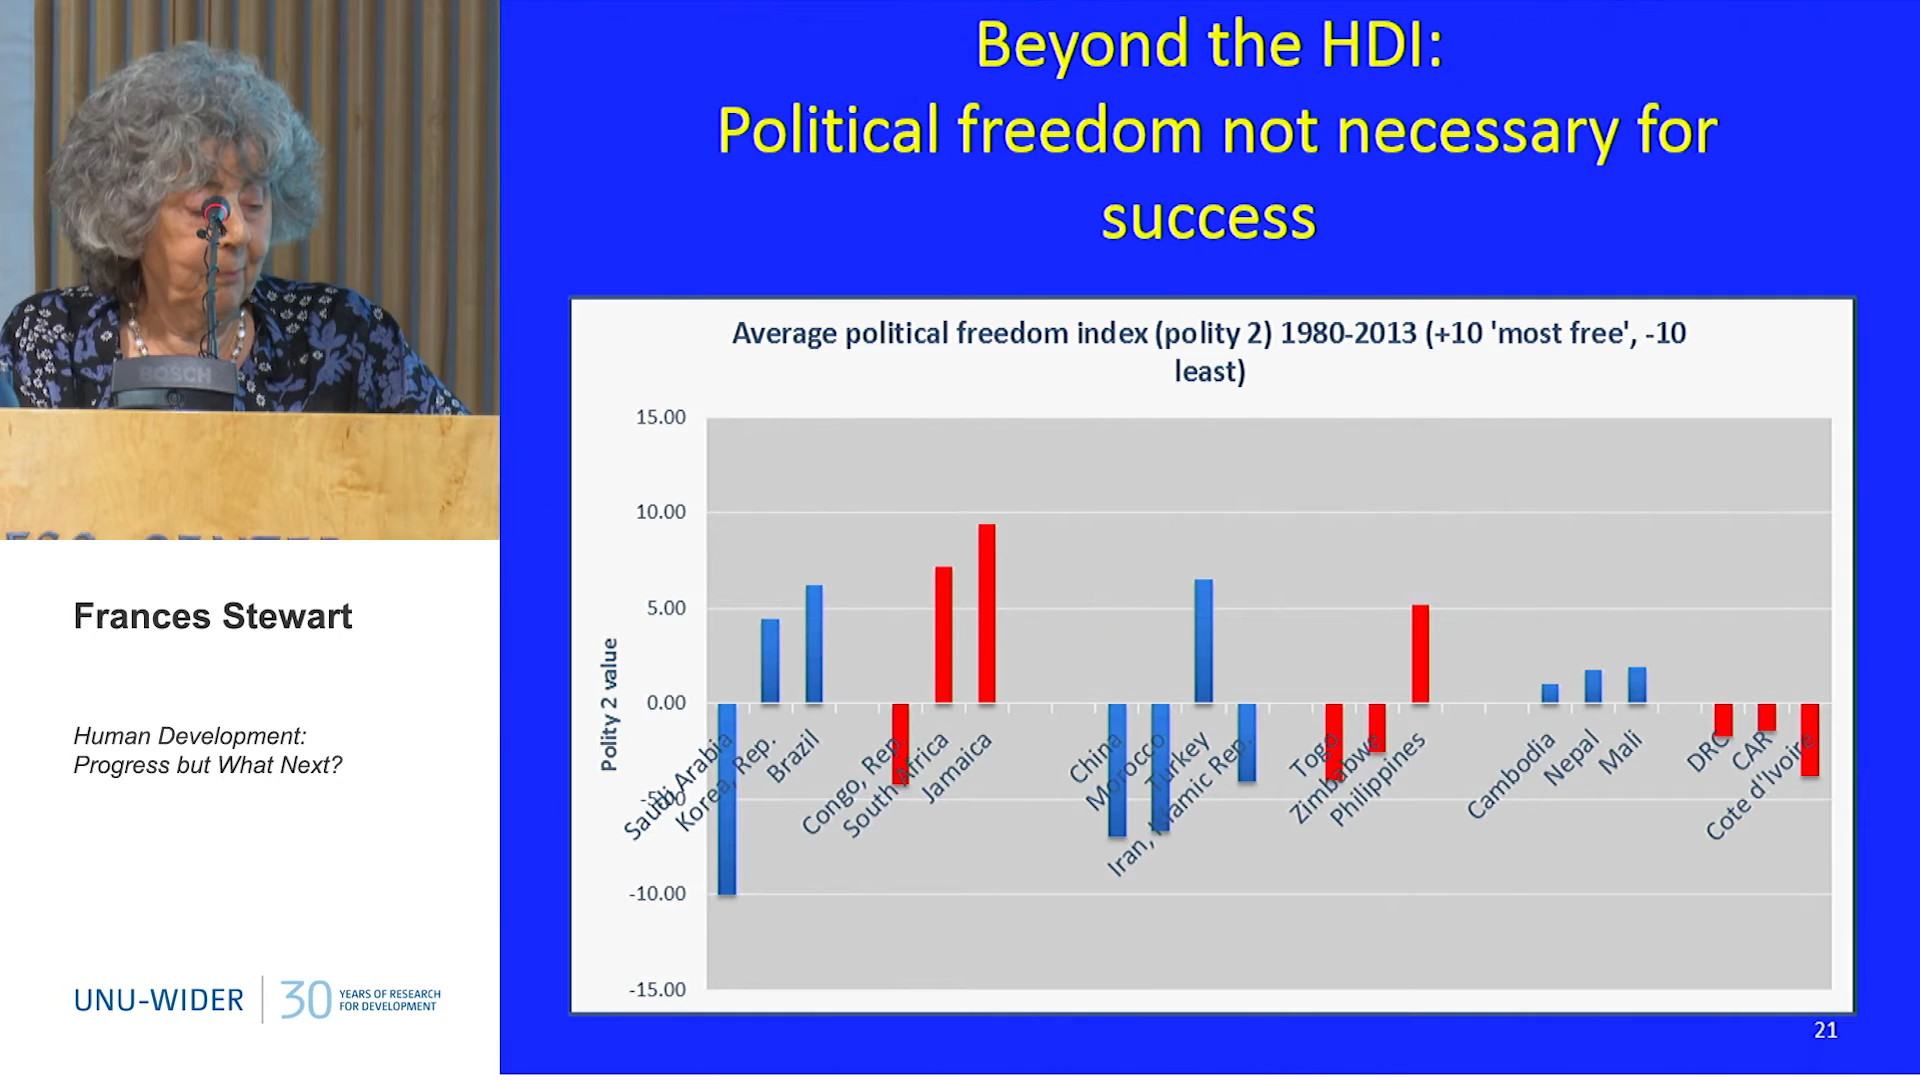 Beyond the HDI:
Political freedom not necessary for
success
Average political freedom index (polity 2) 1980-2013 (+10 'most free', -10
least)
15.00
10.00
5.00
0.00
-5.00
-10.00
-15.00
Polity 2 value
Saudi Arabia
Korea, Rep.
Brazil
Congo, Rep.
South Africa
Jamaica
China
Morocco
Turkey
Iran, Islamic Rep.
Togo
Zimbabwe
Philippines
Cambodia
Nepal
Mali
DRC
CAR
Cote d'Ivoire
21
BOSCH
Frances Stewart
Human Development:
Progress but What Next?
UNU-WIDER
30 YEARS OF RESEARCH
FOR DEVELOPMENT